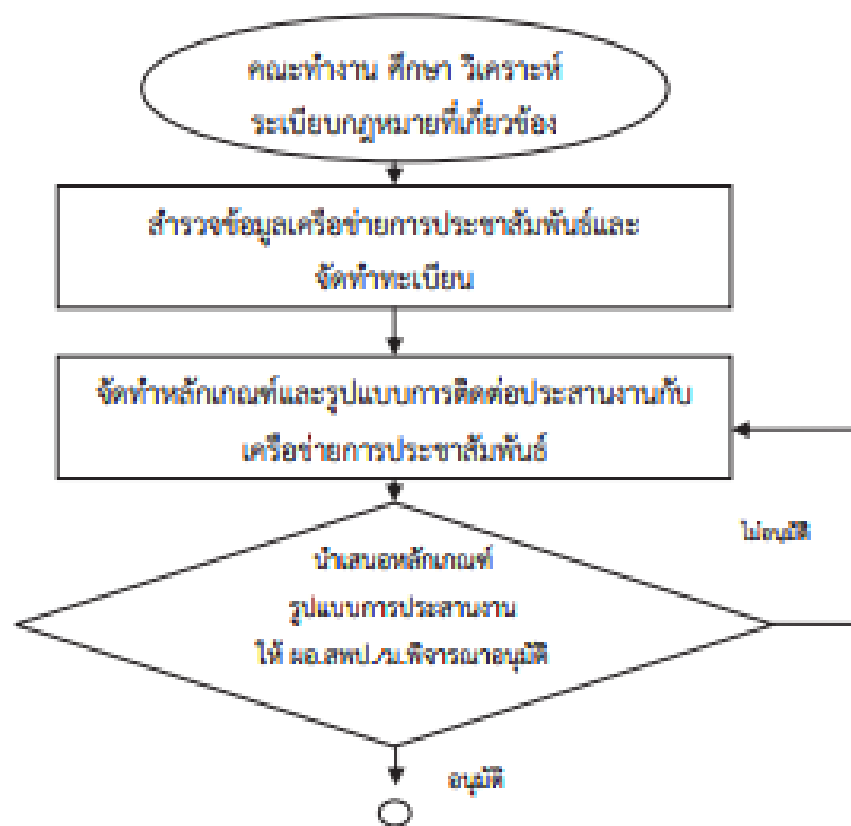 คณะทำงาน ศึกษา วิเคราะห์
ระเบียบกฎหมายที่เกี่ยวข้อง
สำรวจข้อมูลเครือข่ายการประชาสัมพันธ์และ
จัดทำทะเบียน
จัดทำหลักเกณฑ์และรูปแบบการติดต่อประสานงานกับ
เครือข่ายการประชาสัมพันธ์
ไม่อนุมัติ
นำเสนอหลักเกณฑ์
รูปแบบการประสานงาน
ให้ ผอ.สพป./ม.พิจารณาอนุมัติ
อนุมัติ